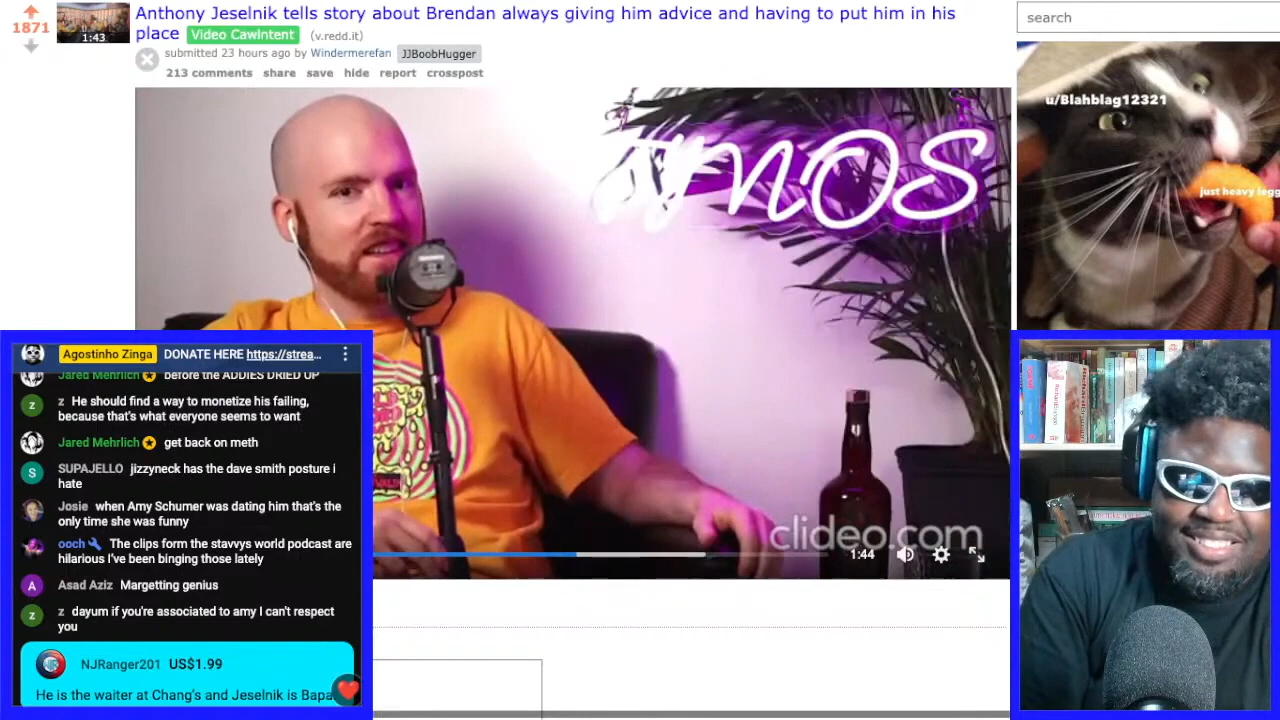 1871
1:43
Anthony Jeselnik tells story about Brendan always giving him advice and having to put him in his
place Video CawIntent (v.redd.it)
submitted 23 hours ago by Windermerefan JJBoobHugger
213 comments share save hide report crosspost
search
u/Blahblag12321
just heavy legg
mOS
clideo.com
1:44
Agostinho Zinga DONATE HERE https://strea...
Jared Mehrlich before the ADDIES DRIED UP
z He should find a way to monetize his failing,
because that's what everyone seems to want
Jared Mehrlich get back on meth
S SUPAJELLO jizzyneck has the dave smith posture i
hate
Josie when Amy Schumer was dating him that's the
only time she was funny
ooch The clips form the stavvys world podcast are
hilarious i've been binging those lately
A Asad Aziz Margetting genius
z z dayum if you're associated to amy I can't respect
you
NJRanger201 US$1.99
He is the waiter at Chang's and Jeselnik is Bapa